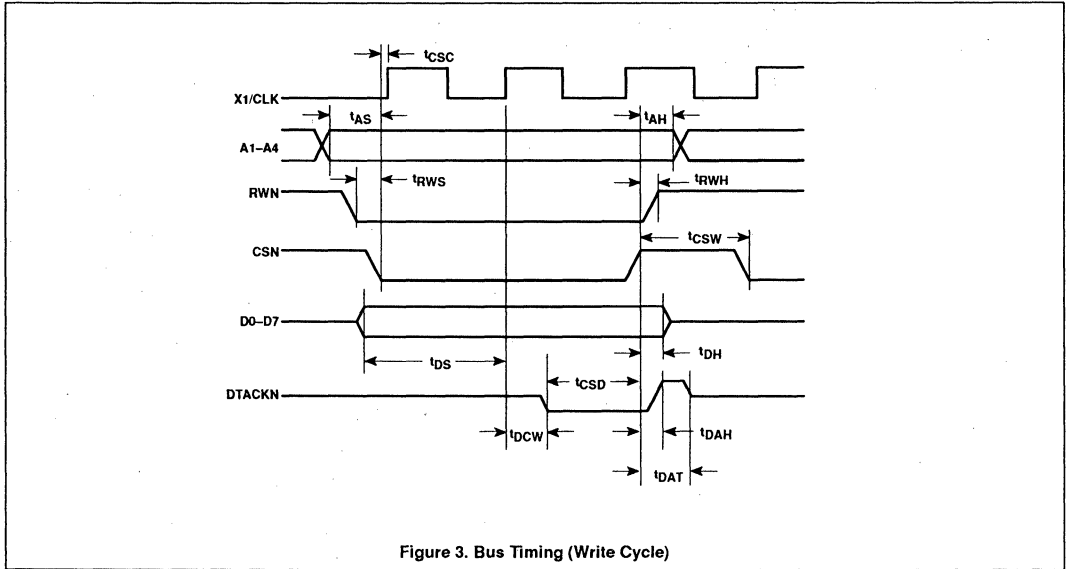 tCSC
X1/CLK
tAS
tAH
A1–A4
tRWS
tRWH
RWN
tCSW
CSN
D0–D7
tDS
tDH
tCSD
DTACKN
tDCW
tDAH
tDAT
Figure 3. Bus Timing (Write Cycle)